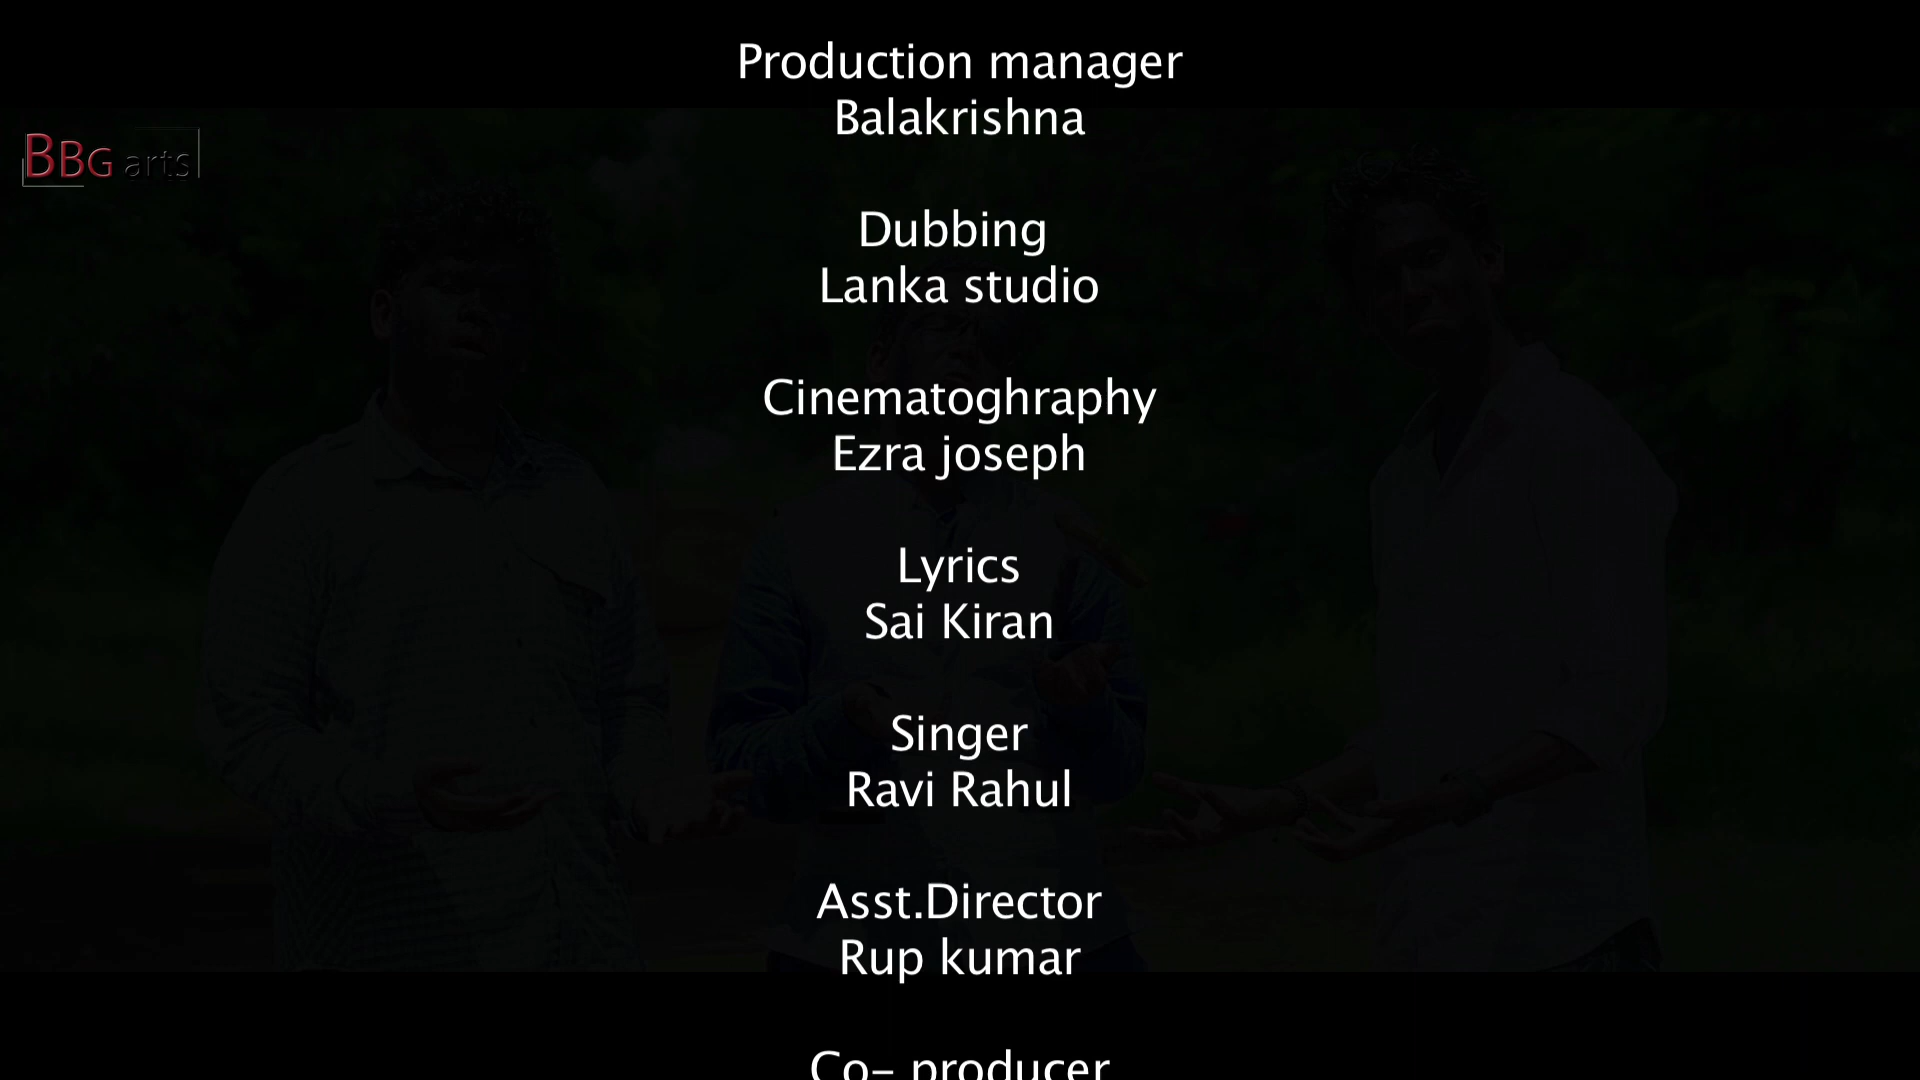 Production manager
Balakrishna
BBG arts
Dubbing
Lanka studio
Cinematoghraphy
Ezra joseph
Lyrics
Sai Kiran
Singer
Ravi Rahul
Asst.Director
Rup kumar
Co- producer